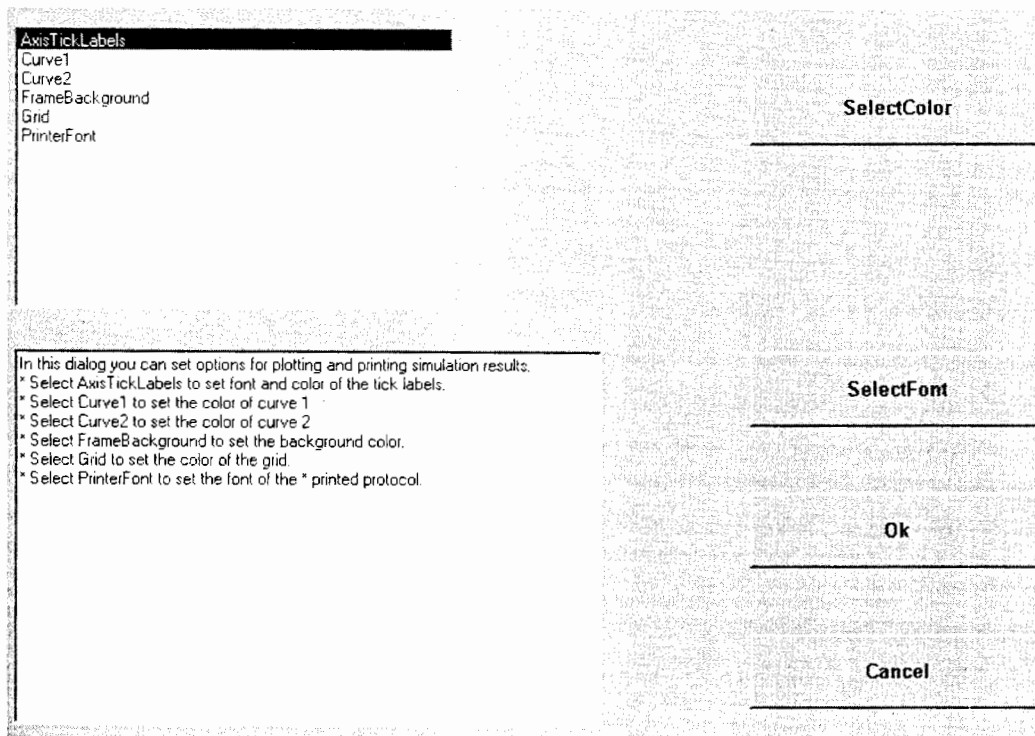 AxisTickLabels
Curve1
Curve2
FrameBackground
Grid
PrinterFont
SelectColor
In this dialog you can set options for plotting and printing simulation results.
* Select AxisTickLabels to set font and color of the tick labels.
* Select Curve1 to set the color of curve 1
* Select Curve2 to set the color of curve 2
* Select FrameBackground to set the background color.
* Select Grid to set the color of the grid.
* Select PrinterFont to set the font of the * printed protocol.
SelectFont
Ok
Cancel